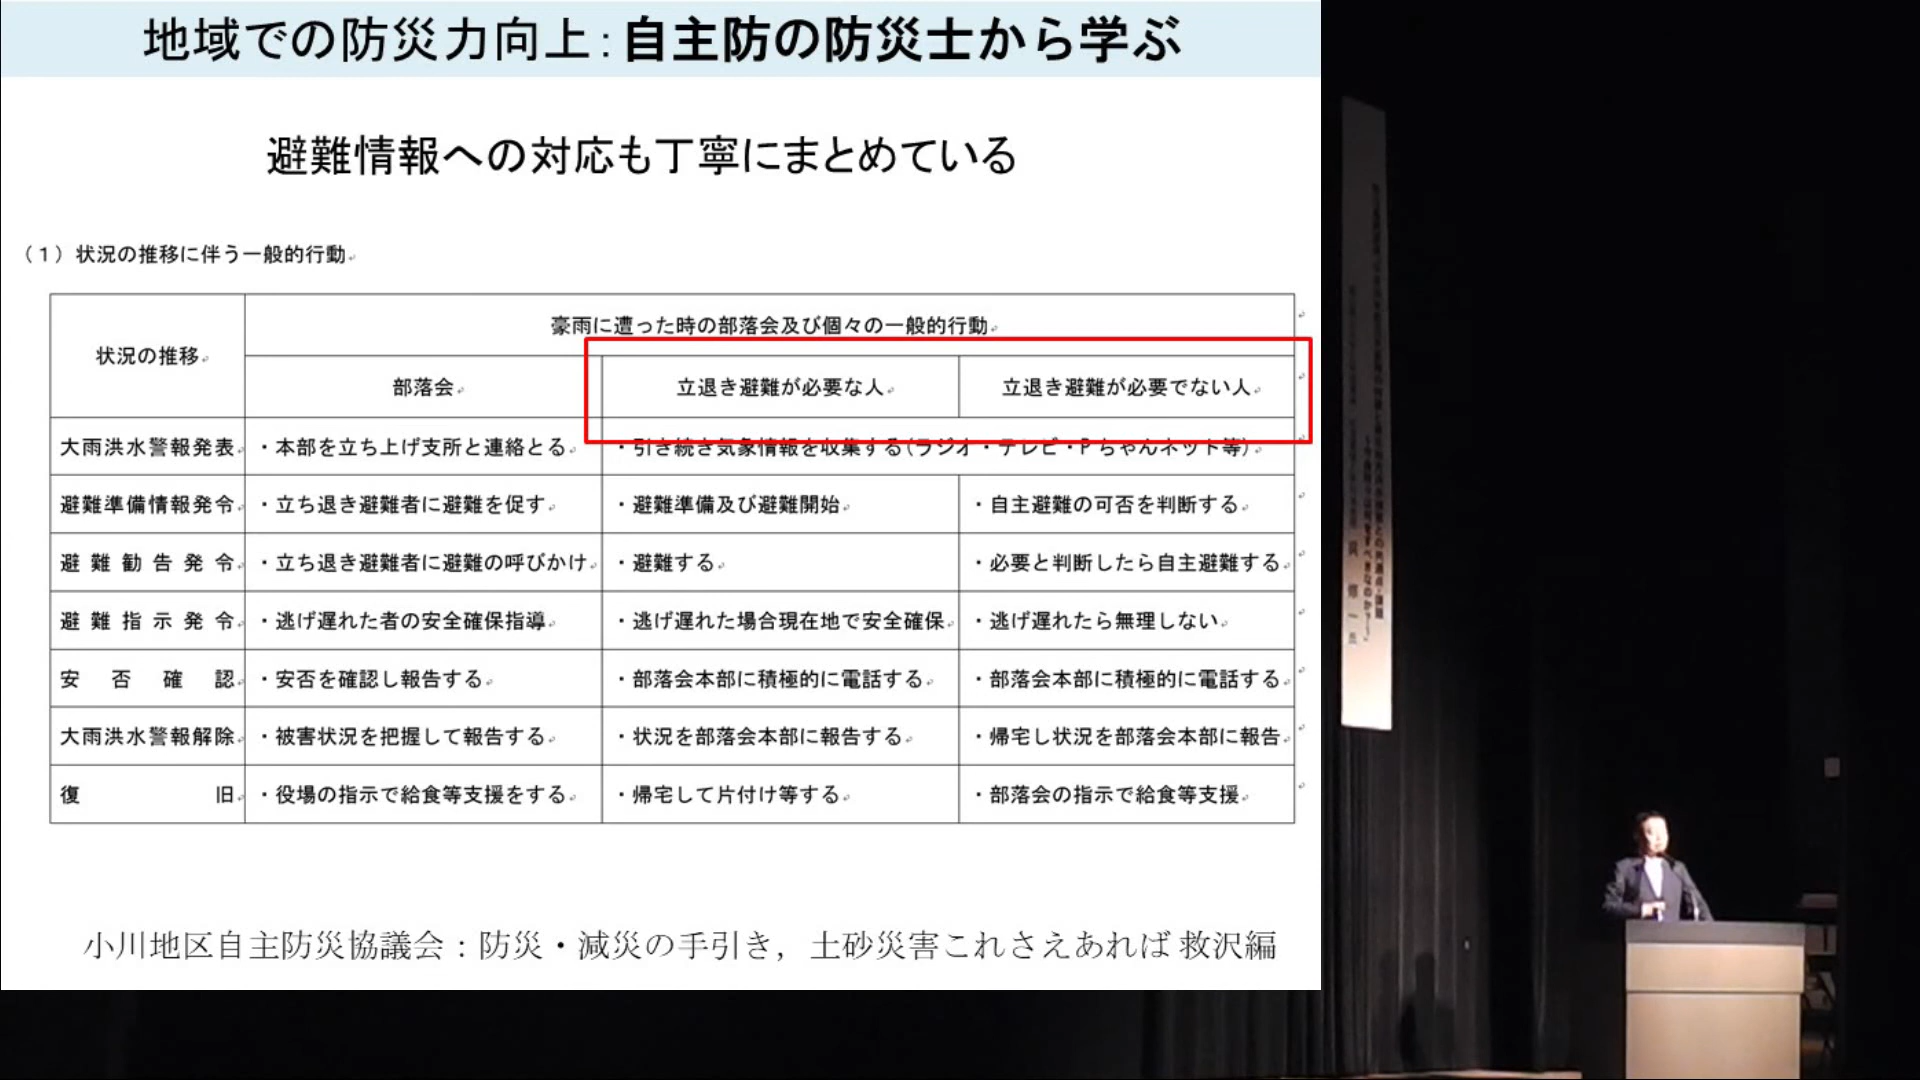 地域での防災力向上：自主防の防災士から学ぶ
避難情報への対応も丁寧にまとめている
（１）状況の推移に伴う一般的行動
状況の推移
豪雨に遭った時の部落会及び個々の一般的行動
部落会
立退き避難が必要な人
立退き避難が必要でない人
大雨洪水警報発表
・本部を立ち上げ支所と連絡とる
・引き続き気象情報を収集する（ラジオ・テレビ・Pちゃんネット等）
避難準備情報発令
・立ち退き避難者に避難を促す
・避難準備及び避難開始
・自主避難の可否を判断する
避難勧告発令
・立ち退き避難者に避難の呼びかけ
・避難する
・必要と判断したら自主避難する
避難指示発令
・逃げ遅れた者の安全確保指導
・逃げ遅れた場合現在地で安全確保
・逃げ遅れたら無理しない
安否確認
・安否を確認し報告する
・部落会本部に積極的に電話する
・部落会本部に積極的に電話する
大雨洪水警報解除
・被害状況を把握して報告する
・状況を部落会本部に報告する
・帰宅し状況を部落会本部に報告
復旧
・役場の指示で給食等支援をする
・帰宅して片付け等する
・部落会の指示で給食等支援
小川地区自主防災協議会：防災・減災の手引き，土砂災害これさえあれば 救沢編